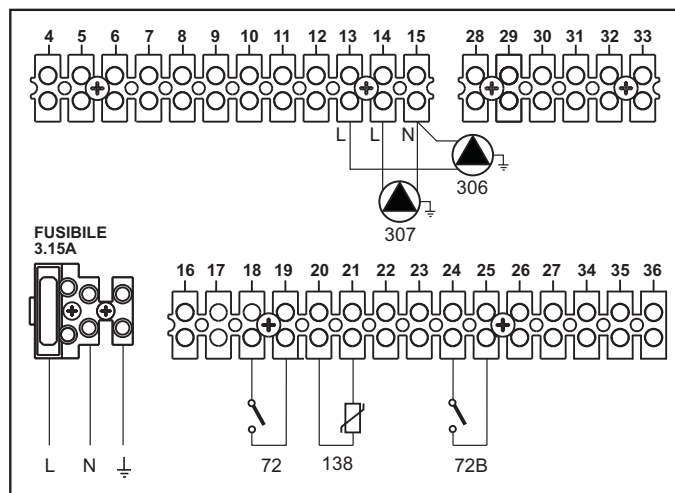 4 5 6 7 8 9 10 11 12 13 14 15 28 29 30 31 32 33
L L N
306
307
FUSIBILE
3.15A
16 17 18 19 20 21 22 23 24 25 26 27 34 35 36
L N
72 138 72B